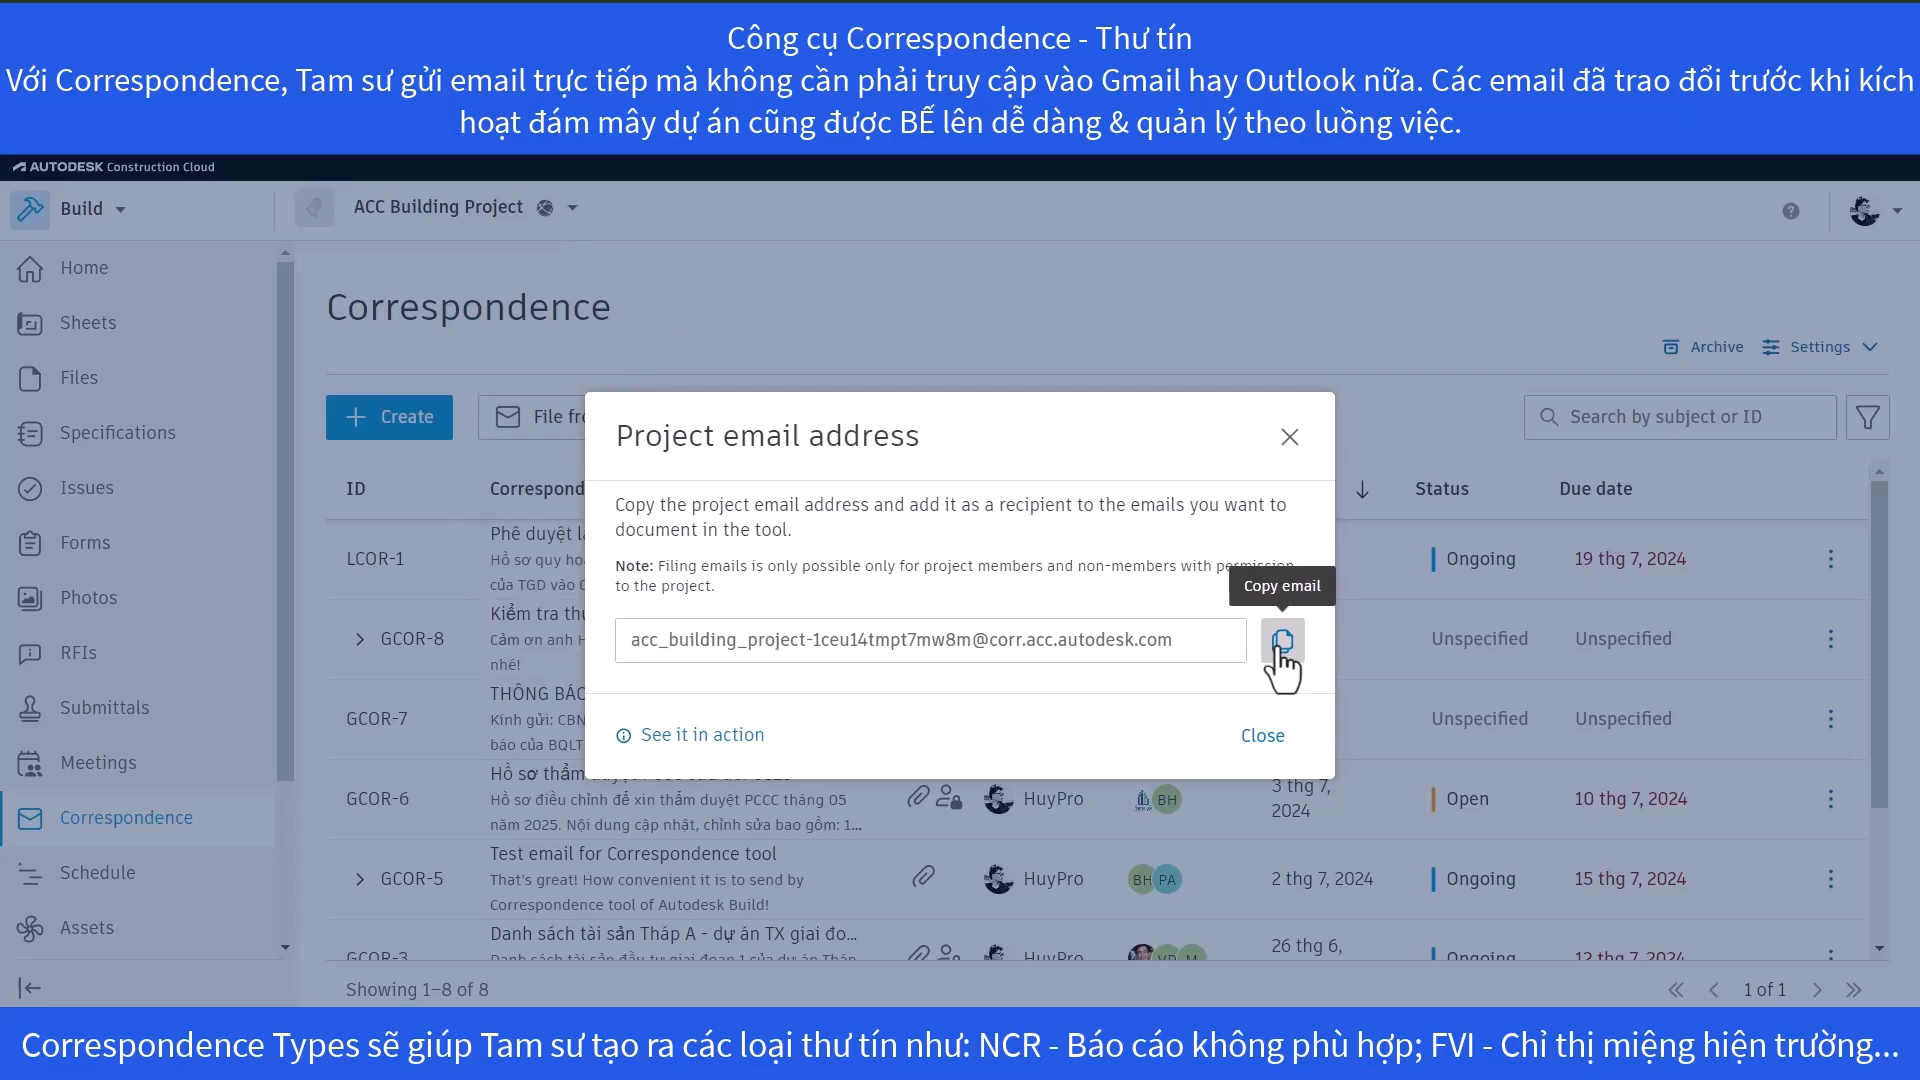 Công cụ Correspondence - Thư tín
Với Correspondence, Tam sư gửi email trực tiếp mà không cần phải truy cập vào Gmail hay Outlook nữa. Các email đã trao đổi trước khi kích
hoạt đám mây dự án cũng được BẾ lên dễ dàng & quản lý theo luồng việc.
AUTODESK Construction Cloud
Build
ACC Building Project
Home
Sheets
Files
Specifications
Issues
Forms
Photos
RFIs
Submittals
Meetings
Correspondence
Schedule
Assets
Correspondence
Archive
Settings
Create
File fro
Search by subject or ID
ID
Correspond
Status
Due date
LCOR-1
Phê duyệt
Hồ sơ quy ho
của TGD vào
Ongoing
19 thg 7, 2024
GCOR-8
Kiểm tra
Cảm ơn anh
nhé!
Unspecified
Unspecified
GCOR-7
THÔNG BÁO
Kính gửi: CBN
báo của BQLT
Unspecified
Unspecified
Project email address
Copy the project email address and add it as a recipient to the emails you want to
document in the tool.
Note: Filing emails is only possible only for project members and non-members with permission
to the project.
Copy email
acc_building_project-1ceu14tmpt7mw8m@corr.acc.autodesk.com
See it in action
Close
GCOR-6
Hồ sơ thẩm
Hồ sơ điều chỉnh để xin thẩm duyệt PCCC tháng 05
năm 2025. Nội dung cập nhật, chỉnh sửa bao gồm: 1...
HuyPro
BH
3 thg 7,
2024
Open
10 thg 7, 2024
GCOR-5
Test email for Correspondence tool
That's great! How convenient it is to send by
Correspondence tool of Autodesk Build!
HuyPro
BH
PA
2 thg 7, 2024
Ongoing
15 thg 7, 2024
GCOR-3
Danh sách tài sản Tháp A - dự án TX giai đo...
Danh sách tài sản đầu tư giai đoạn 1 của dự án Tháp
HuyPro
VP
M
26 thg 6,
Ongoing
12 thg 7, 2024
Showing 1–8 of 8
1 of 1
Correspondence Types sẽ giúp Tam sư tạo ra các loại thư tín như: NCR - Báo cáo không phù hợp; FVI - Chỉ thị miệng hiện trường...